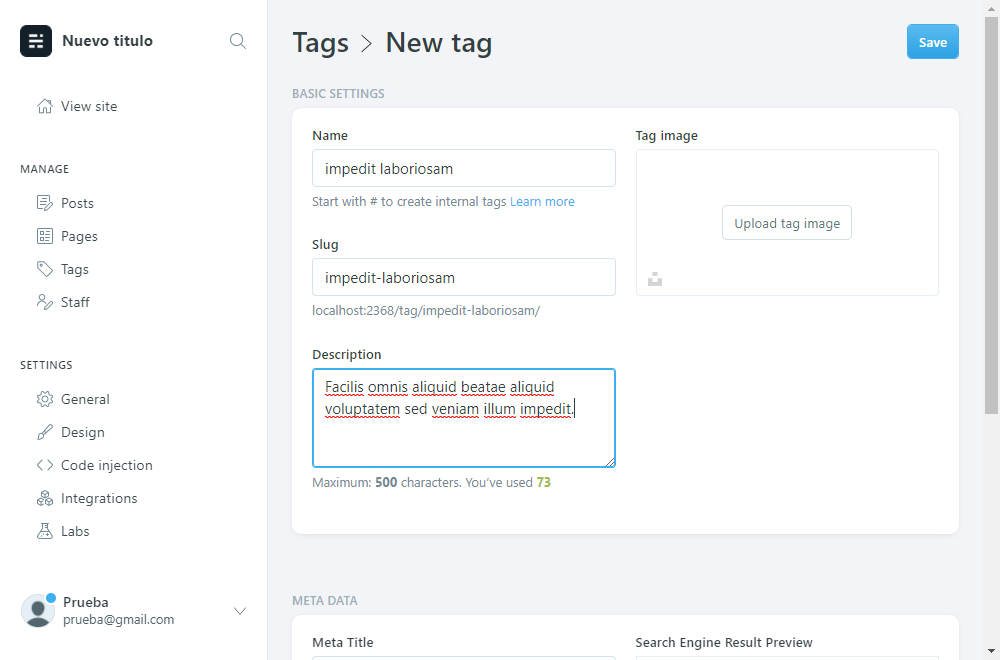 Nuevo titulo
View site
MANAGE
Posts
Pages
Tags
Staff
SETTINGS
General
Design
Code injection
Integrations
Labs
Prueba
prueba@gmail.com
Tags > New tag
Save
BASIC SETTINGS
Name
impedit laboriosam
Start with # to create internal tags Learn more
Slug
impedit-laboriosam
localhost:2368/tag/impedit-laboriosam/
Description
Facilis omnis aliquid beatae aliquid
voluptatem sed veniam illum impedit.
Maximum: 500 characters. You’ve used 73
Tag image
Upload tag image
META DATA
Meta Title
Search Engine Result Preview